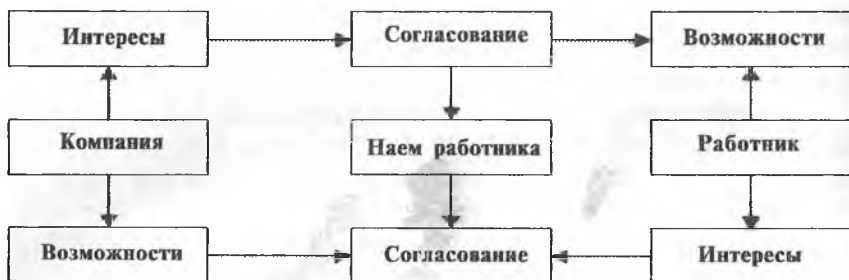 Интересы
Согласование
Возможности
Компания
Наем работника
Работник
Возможности
Согласование
Интересы